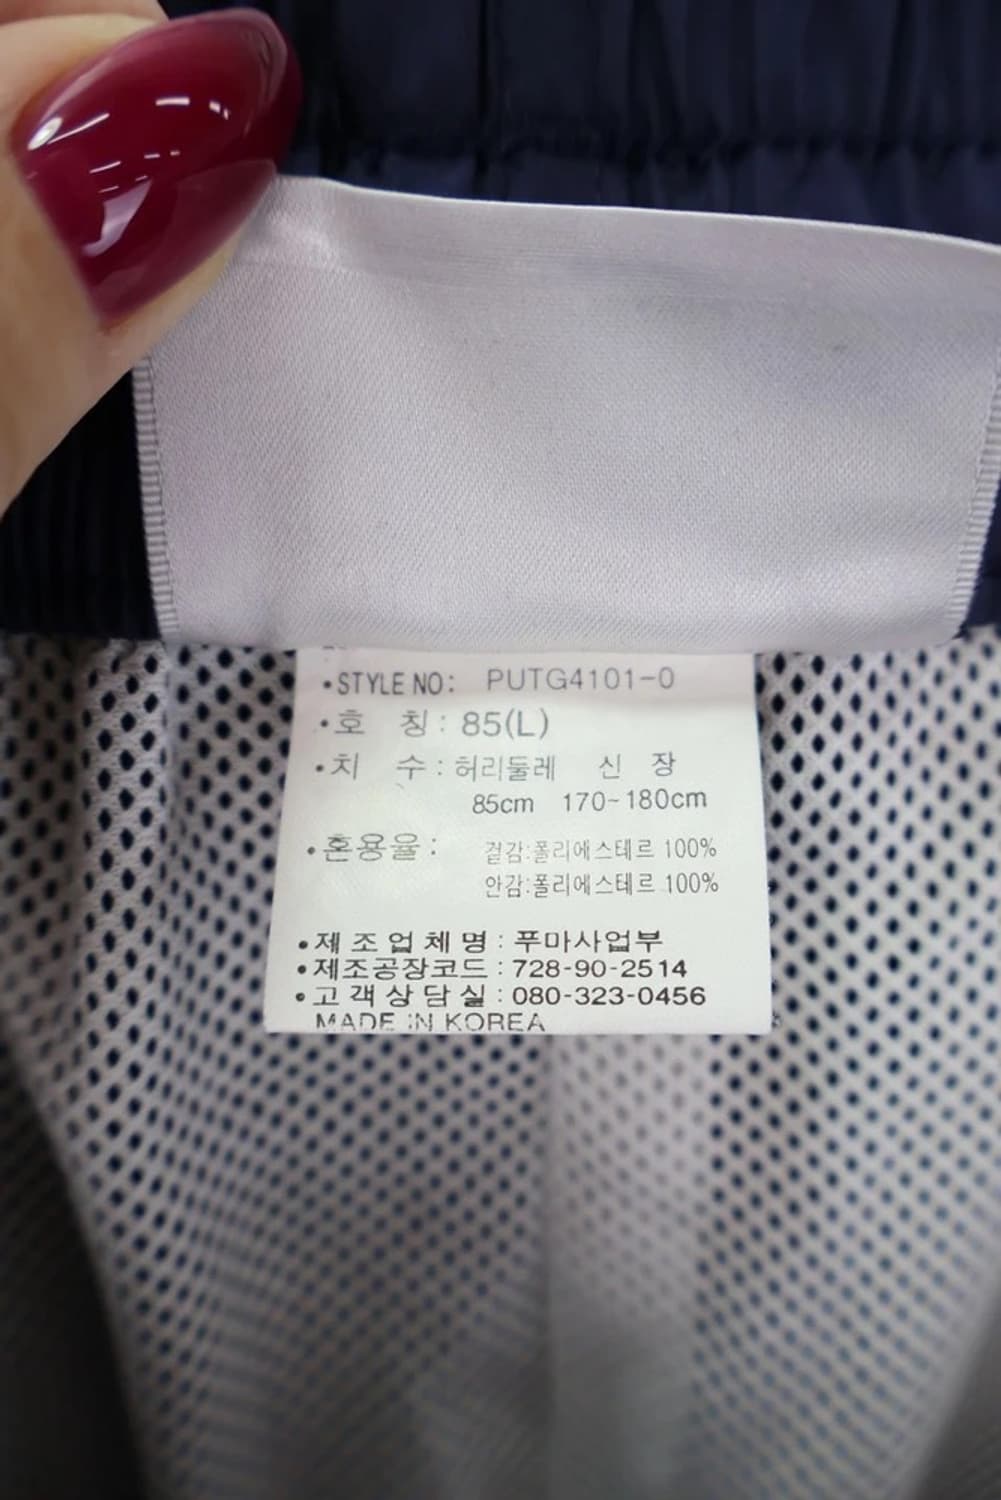 •STYLE NO: PUTG4101-0
•호 칭: 85(L)
•치 수: 허리둘레 신 장
85cm 170-180cm
•혼용율: 겉감:폴리에스테르 100%
안감:폴리에스테르 100%
•제조업체명: 푸마사업부
•제조공장코드: 728-90-2514
•고객상담실: 080-323-0456
MADE IN KOREA